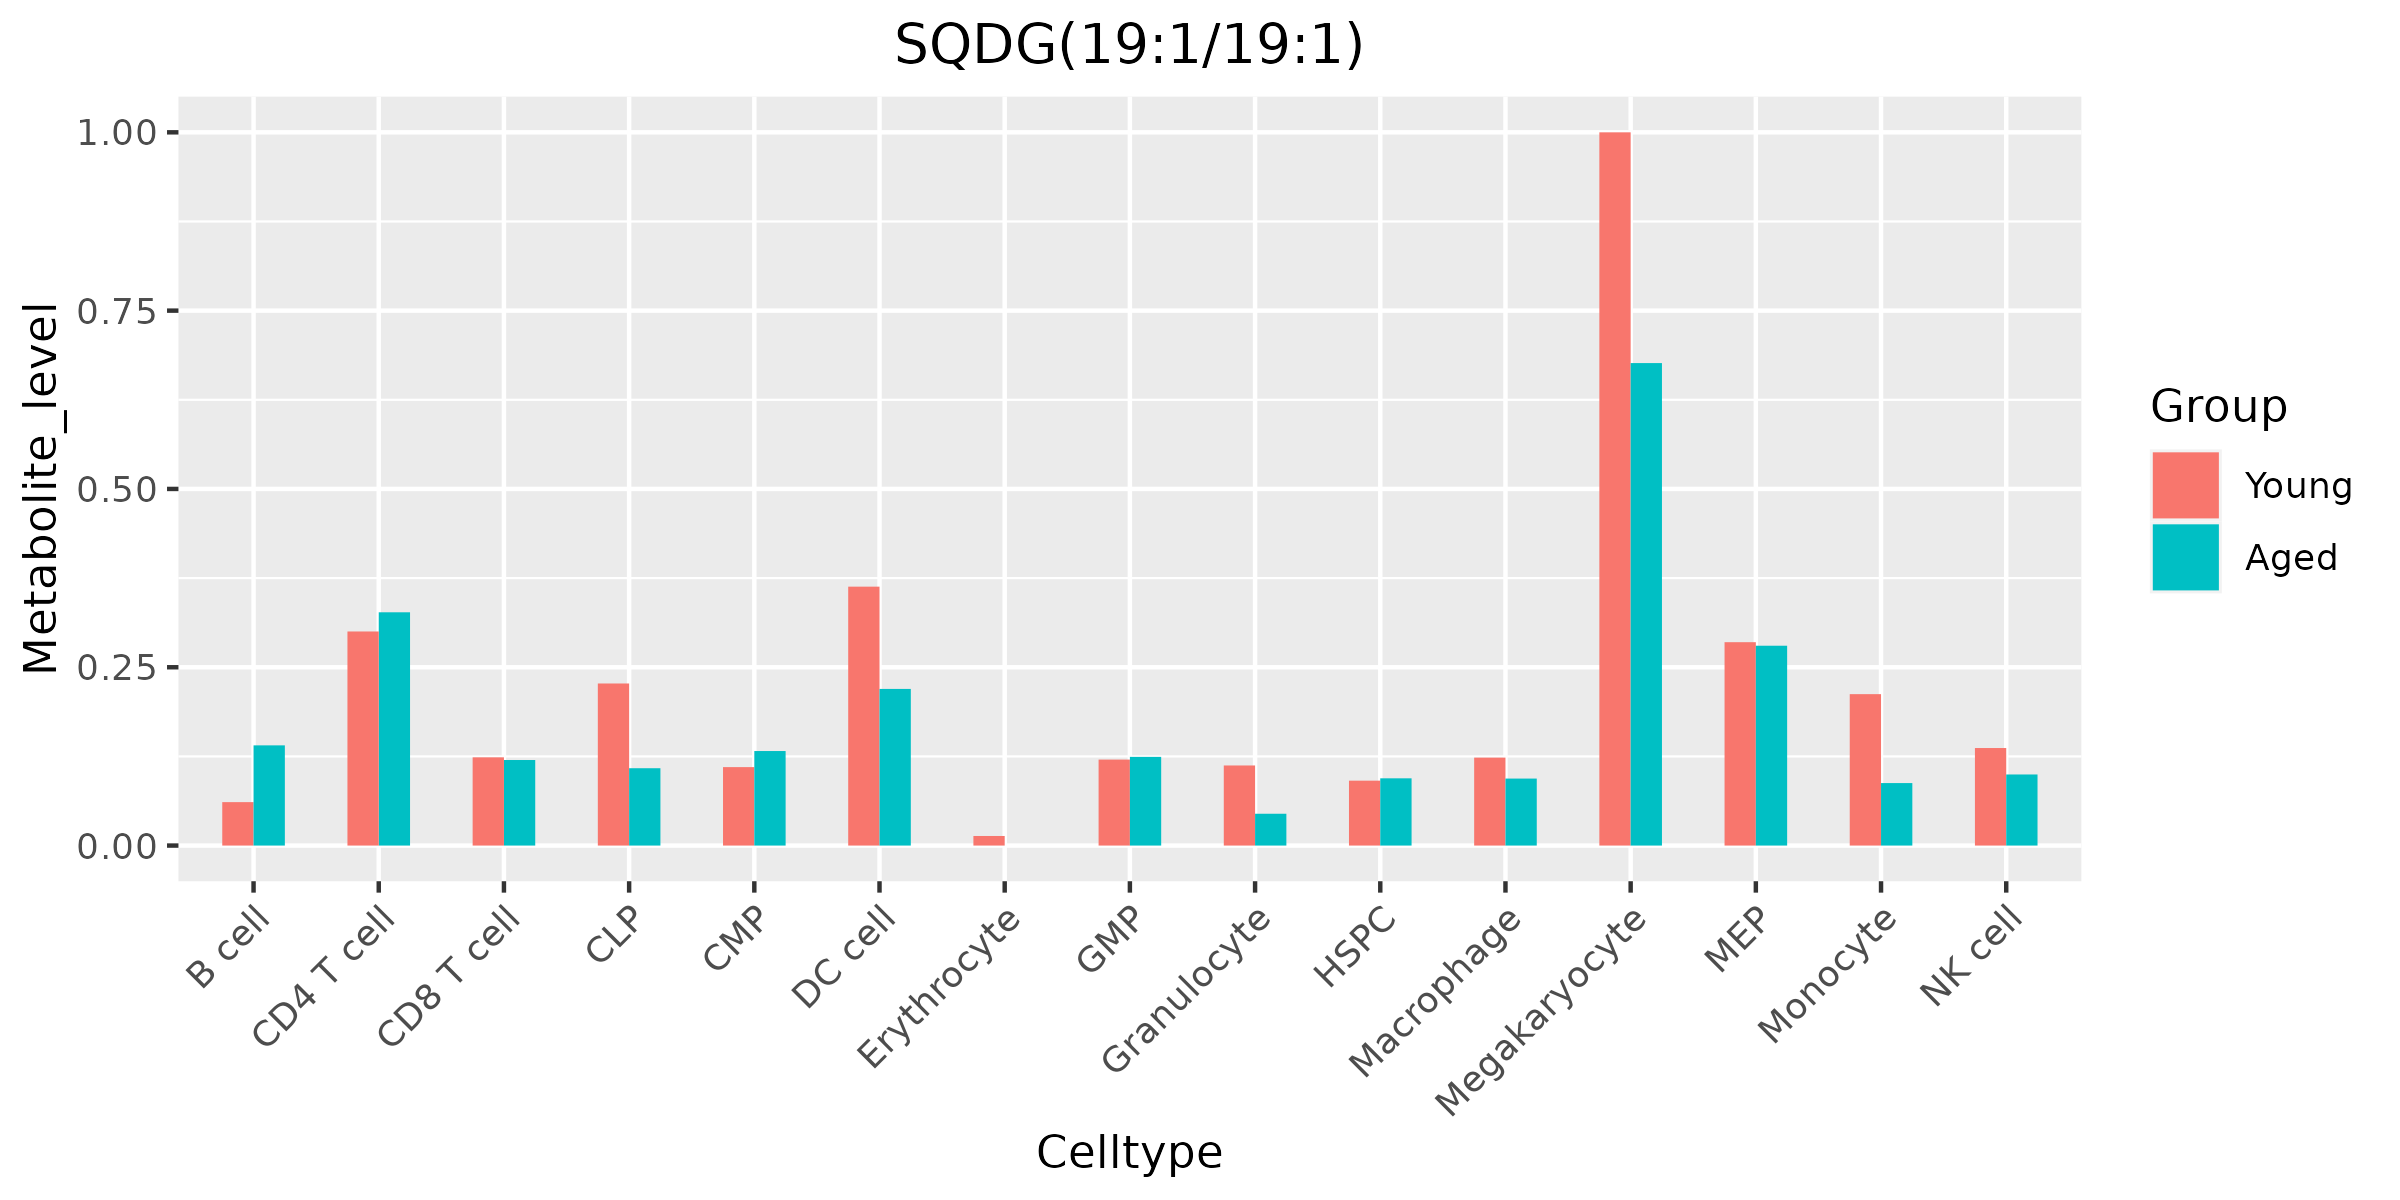 SQDG(19:1/19:1)
Metabolite_level
1.00
0.75
0.50
0.25
0.00
B cell
CD4 T cell
CD8 T cell
CLP
CMP
DC cell
Erythrocyte
GMP
Granulocyte
HSPC
Macrophage
Megakaryocyte
MEP
Monocyte
NK cell
Celltype
Group
Young
Aged